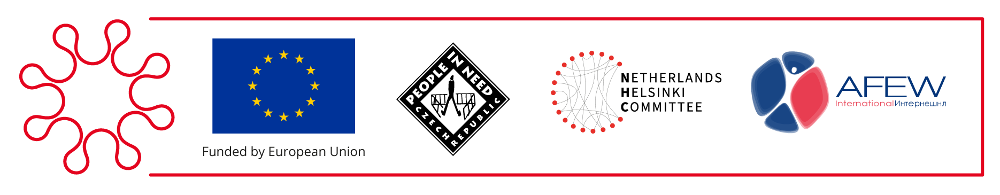 Funded by European Union
PEOPLE IN NEED
CZECH REPUBLIC
NETHERLANDS
HELSINKI
COMMITTEE
AFEW
InternationalИнтернешнл